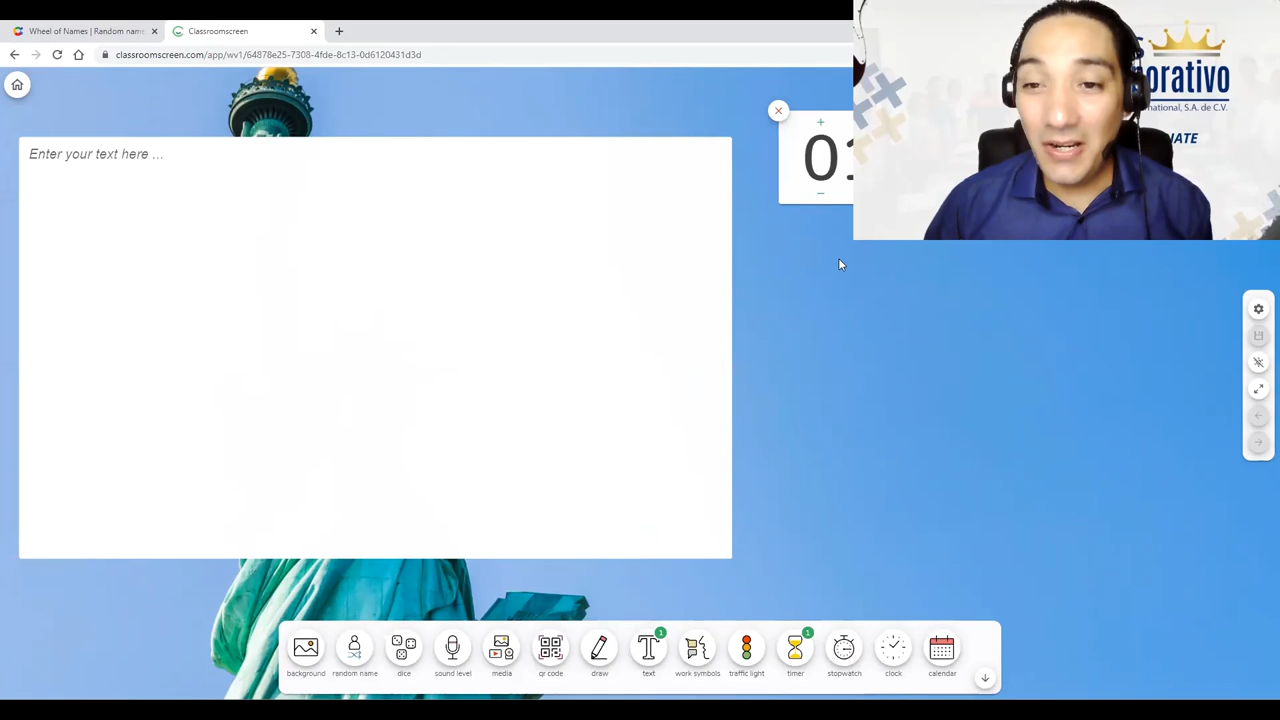 Wheel of Names | Random name
Classroomscreen
classroomscreen.com/app/wv1/64878e25-7308-4fde-8c13-0d6120431d3d
Enter your text here ...
01
background
random name
dice
sound level
media
qr code
draw
text
1
work symbols
traffic light
timer
1
stopwatch
clock
calendar
S
orativo
national, S.A. de C.V.
NATE